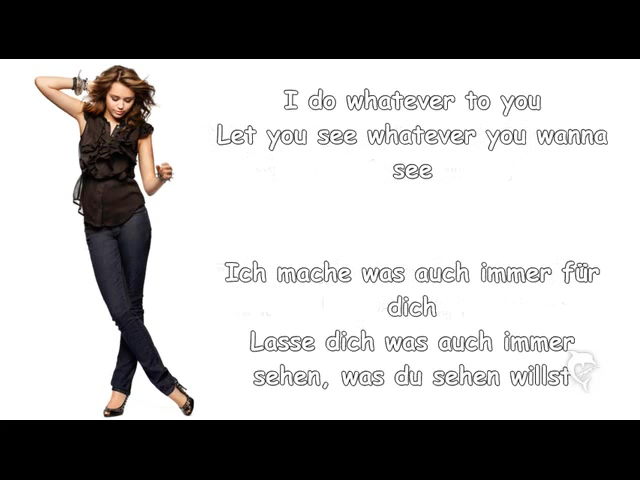 I do whatever to you
Let you see whatever you wanna
see
Ich mache was auch immer für
dich
Lasse dich was auch immer
sehen, was du sehen willst